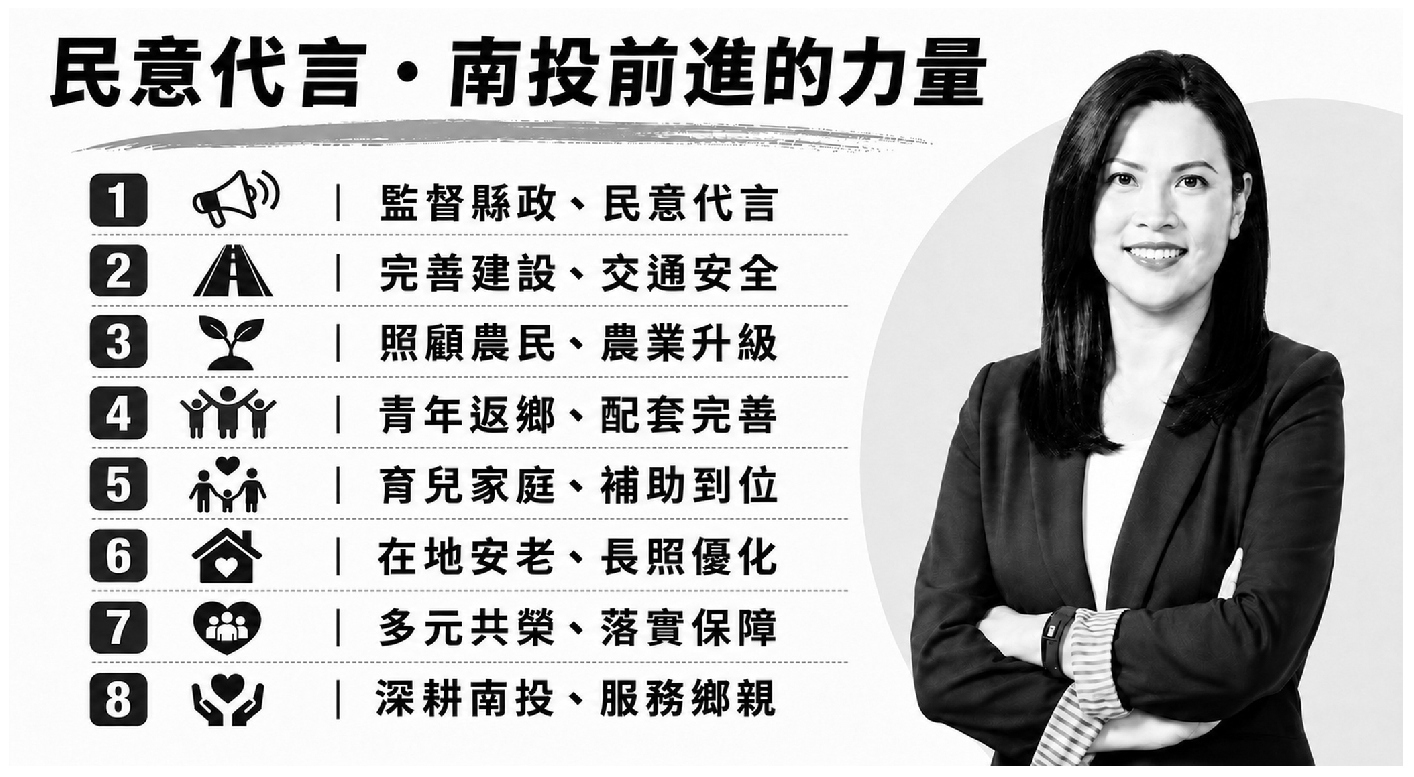 民意代言・南投前進的力量
1 | 監督縣政、民意代言
2 | 完善建設、交通安全
3 | 照顧農民、農業升級
4 | 青年返鄉、配套完善
5 | 育兒家庭、補助到位
6 | 在地安老、長照優化
7 | 多元共榮、落實保障
8 | 深耕南投、服務鄉親